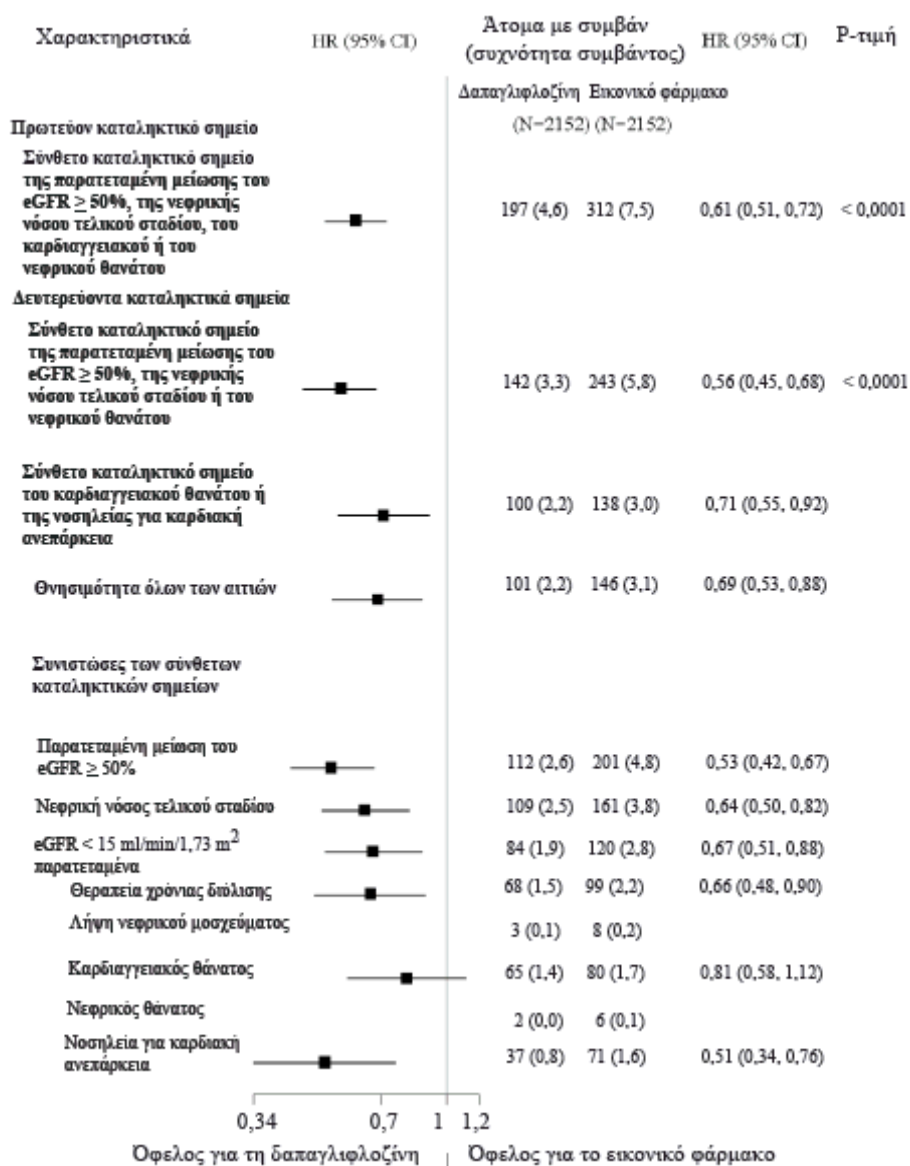 Χαρακτηριστικά HR (95% CI) Άτομα με συμβάν HR (95% CI) P-τιμή
(συχνότητα συμβάντος)
Δαπαγλιφλοζίνη Εικονικό φάρμακο
(N=2152) (N=2152)
Πρωτεύον καταληκτικό σημείο
Σύνθετο καταληκτικό σημείο
της παρατεταμένη μείωσης του
eGFR ≥ 50%, της νεφρικής
νόσου τελικού σταδίου, του
καρδιαγγειακού ή του
νεφρικού θανάτου
197 (4,6) 312 (7,5) 0,61 (0,51, 0,72) < 0,0001
Δευτερεύοντα καταληκτικά σημεία
Σύνθετο καταληκτικό σημείο
της παρατεταμένη μείωσης του
eGFR ≥ 50%, της νεφρικής
νόσου τελικού σταδίου ή του
νεφρικού θανάτου
142 (3,3) 243 (5,8) 0,56 (0,45, 0,68) < 0,0001
Σύνθετο καταληκτικό σημείο
του καρδιαγγειακού θανάτου ή
της νοσηλείας για καρδιακή
ανεπάρκεια
100 (2,2) 138 (3,0) 0,71 (0,55, 0,92)
Θνησιμότητα όλων των αιτιών 101 (2,2) 146 (3,1) 0,69 (0,53, 0,88)
Συνιστώσες των σύνθετων
καταληκτικών σημείων
Παρατεταμένη μείωση του
eGFR ≥ 50% 112 (2,6) 201 (4,8) 0,53 (0,42, 0,67)
Νεφρική νόσος τελικού σταδίου 109 (2,5) 161 (3,8) 0,64 (0,50, 0,82)
eGFR < 15 ml/min/1,73 m² 84 (1,9) 120 (2,8) 0,67 (0,51, 0,88)
παρατεταμένα
Θεραπεία χρόνιας διύλισης 68 (1,5) 99 (2,2) 0,66 (0,48, 0,90)
Λήψη νεφρικού μοσχεύματος 3 (0,1) 8 (0,2)
Καρδιαγγειακός θάνατος 65 (1,4) 80 (1,7) 0,81 (0,58, 1,12)
Νεφρικός θάνατος 2 (0,0) 6 (0,1)
Νοσηλεία για καρδιακή
ανεπάρκεια 37 (0,8) 71 (1,6) 0,51 (0,34, 0,76)
0,34 0,7 1 1,2
Όφελος για τη δαπαγλιφλοζίνη Όφελος για το εικονικό φάρμακο